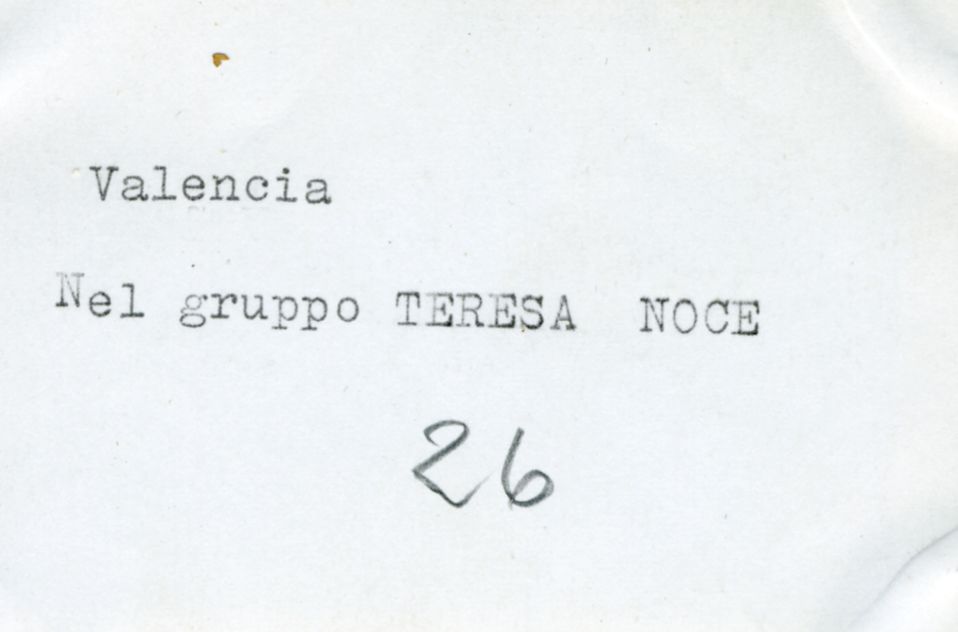 Valencia
Nel gruppo TERESA NOCE
26